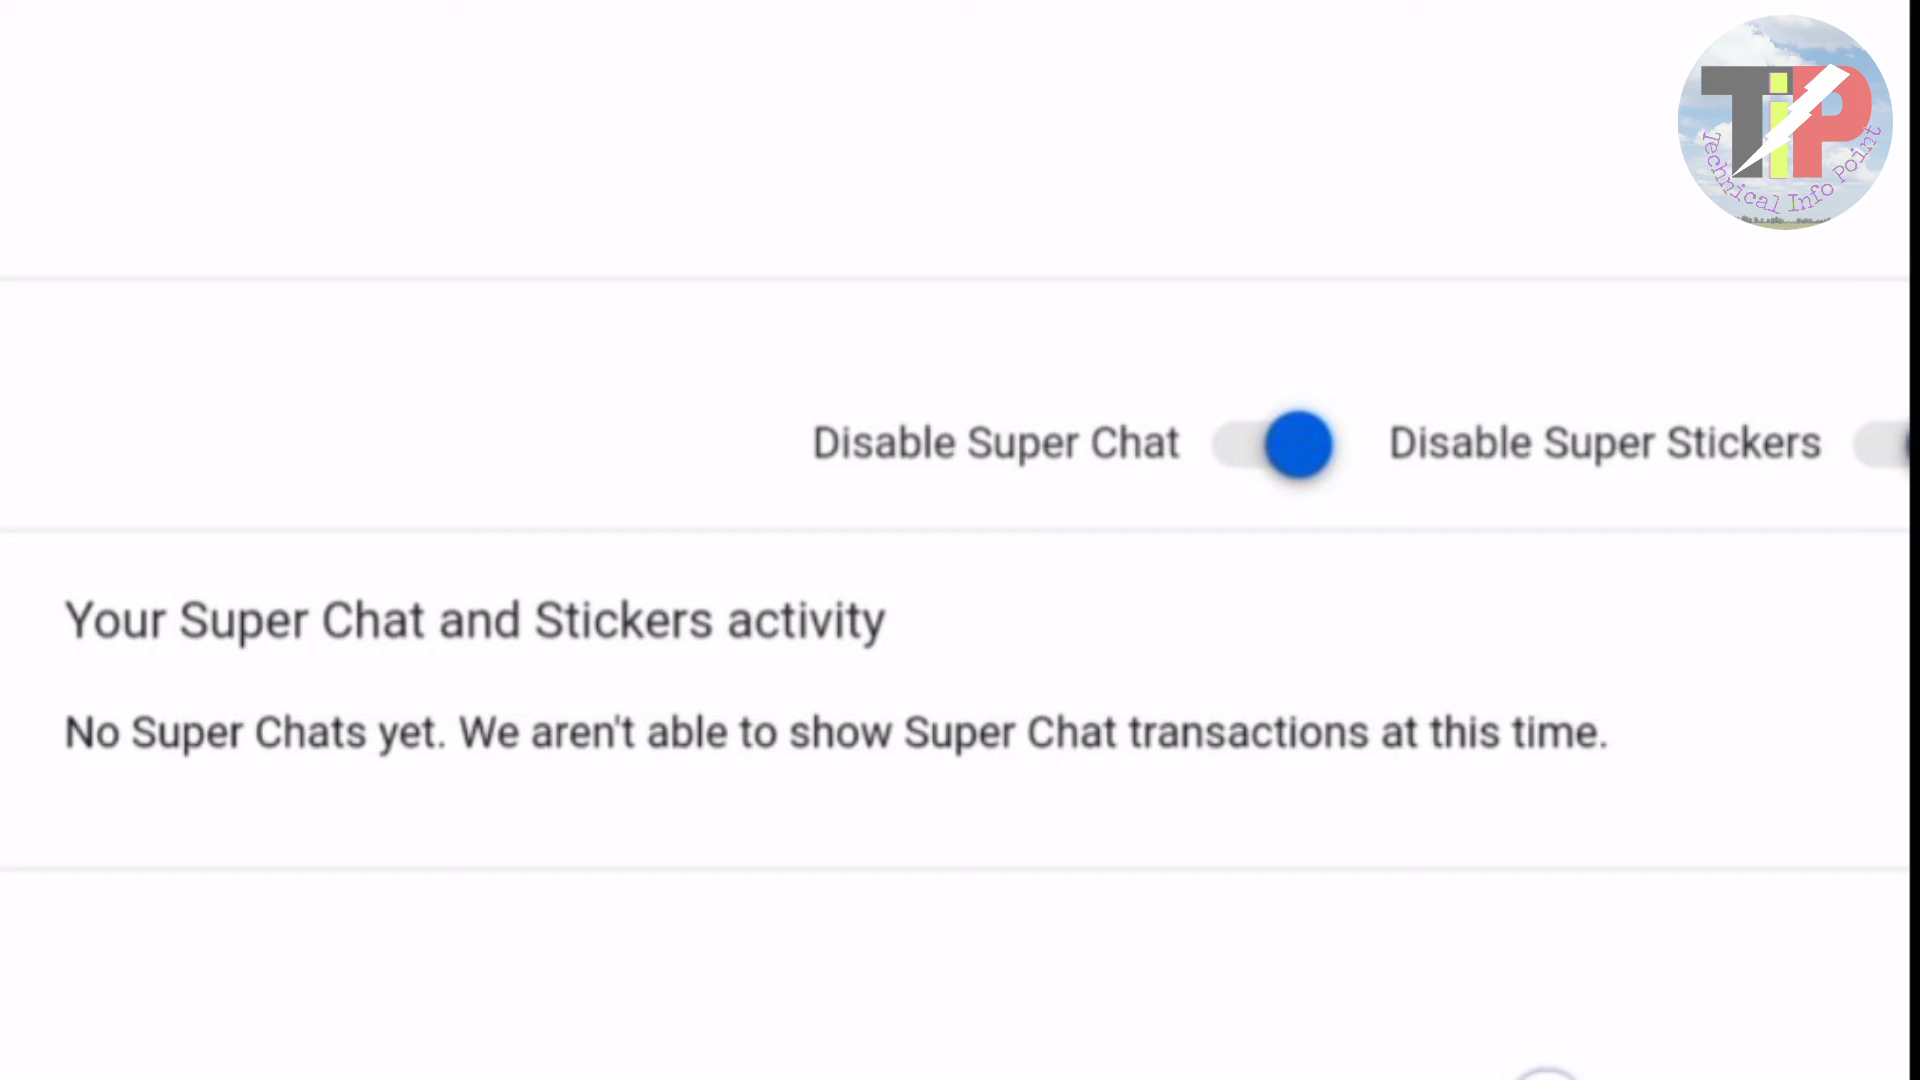 TiP
Technical Info Point
Disable Super Chat
Disable Super Stickers
Your Super Chat and Stickers activity
No Super Chats yet. We aren't able to show Super Chat transactions at this time.